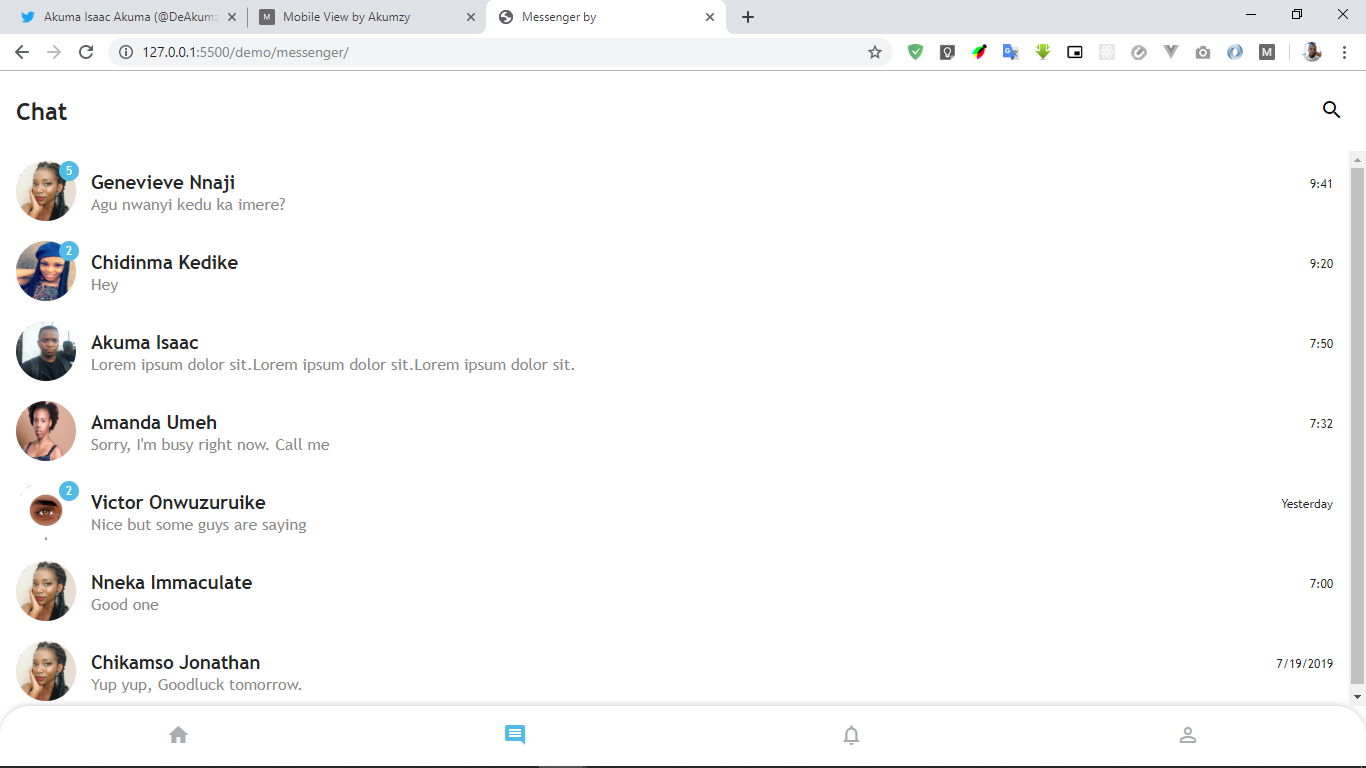 Akuma Isaac Akuma (@DeAkumz
Mobile View by Akumzy
Messenger by
127.0.0.1:5500/demo/messenger/
M
M
Chat
5
Genevieve Nnaji
9:41
Agu nwanyi kedu ka imere?
2
Chidinma Kedike
9:20
Hey
Akuma Isaac
7:50
Lorem ipsum dolor sit.Lorem ipsum dolor sit.Lorem ipsum dolor sit.
Amanda Umeh
7:32
Sorry, I'm busy right now. Call me
2
Victor Onwuzuruike
Yesterday
Nice but some guys are saying
Nneka Immaculate
7:00
Good one
Chikamso Jonathan
7/19/2019
Yup yup, Goodluck tomorrow.